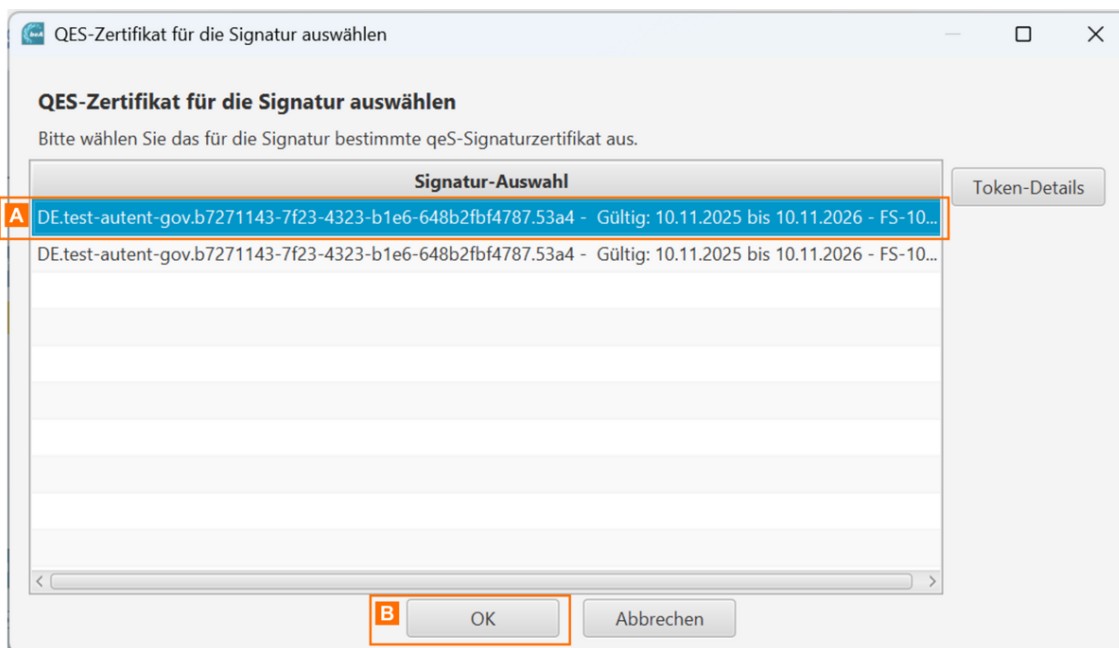 QES-Zertifikat für die Signatur auswählen
QES-Zertifikat für die Signatur auswählen
Bitte wählen Sie das für die Signatur bestimmte qeS-Signaturzertifikat aus.
Signatur-Auswahl
Token-Details
A DE.test-autent-gov.b7271143-7f23-4323-b1e6-648b2fbf4787.53a4 - Gültig: 10.11.2025 bis 10.11.2026 - FS-10...
DE.test-autent-gov.b7271143-7f23-4323-b1e6-648b2fbf4787.53a4 - Gültig: 10.11.2025 bis 10.11.2026 - FS-10...
B OK Abbrechen